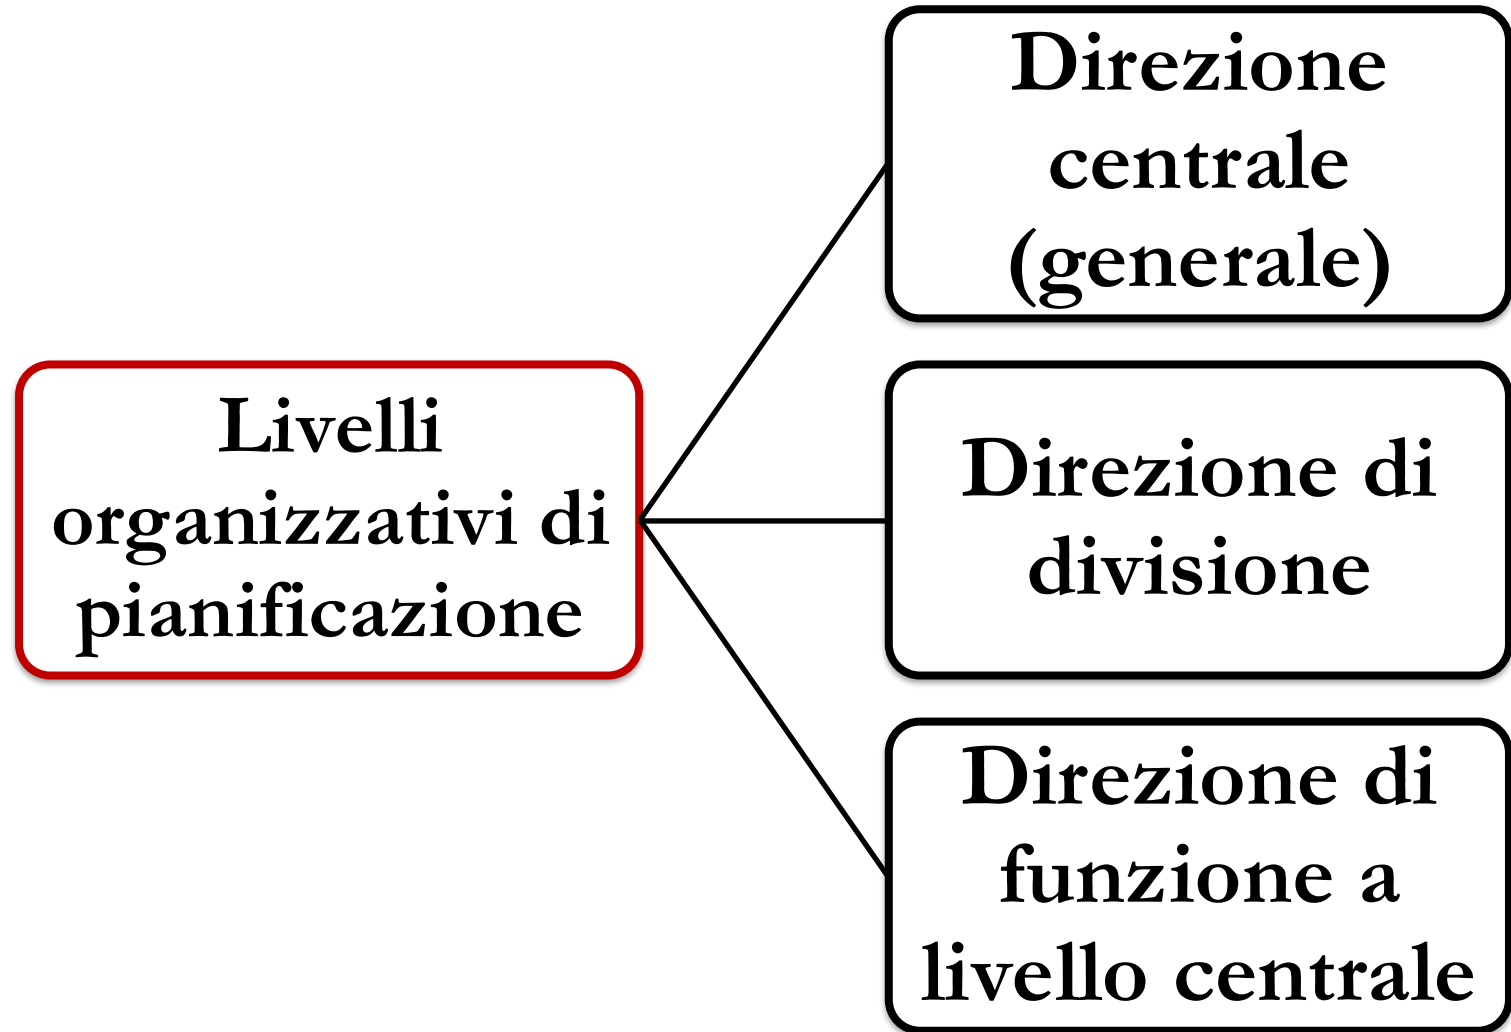 Direzione
centrale
(generale)
Livelli
organizzativi di
pianificazione
Direzione di
divisione
Direzione di
funzione a
livello centrale